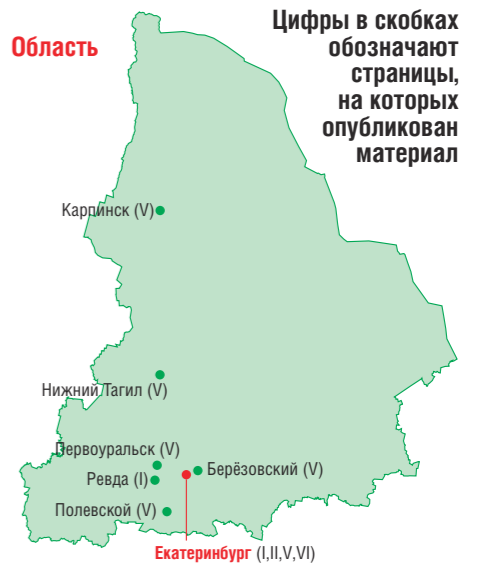 Область
Цифры в скобках
обозначают
страницы,
на которых
опубликован
материал
Карпинск (V)
Нижний Тагил (V)
Первоуральск (V)
Ревда (I)
Берёзовский (V)
Полевской (V)
Екатеринбург (I,II,V,VI)